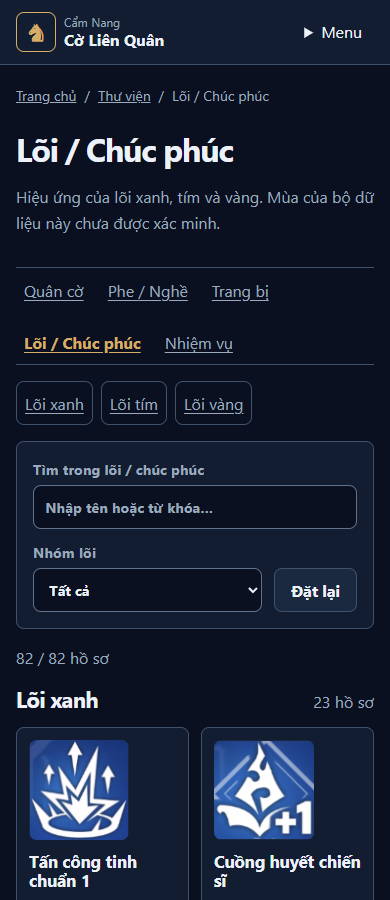 Cẩm Nang
Cờ Liên Quân
▶ Menu
Trang chủ / Thư viện / Lõi / Chúc phúc
Lõi / Chúc phúc
Hiệu ứng của lõi xanh, tím và vàng. Mùa của bộ dữ
liệu này chưa được xác minh.
Quân cờ Phe / Nghề Trang bị
Lõi / Chúc phúc Nhiệm vụ
Lõi xanh Lõi tím Lõi vàng
Tìm trong lõi / chúc phúc
Nhập tên hoặc từ khóa...
Nhóm lõi
Tất cả Đặt lại
82 / 82 hồ sơ
Lõi xanh 23 hồ sơ
+1
Tấn công tinh
chuẩn 1
Cuồng huyết chiến
sĩ